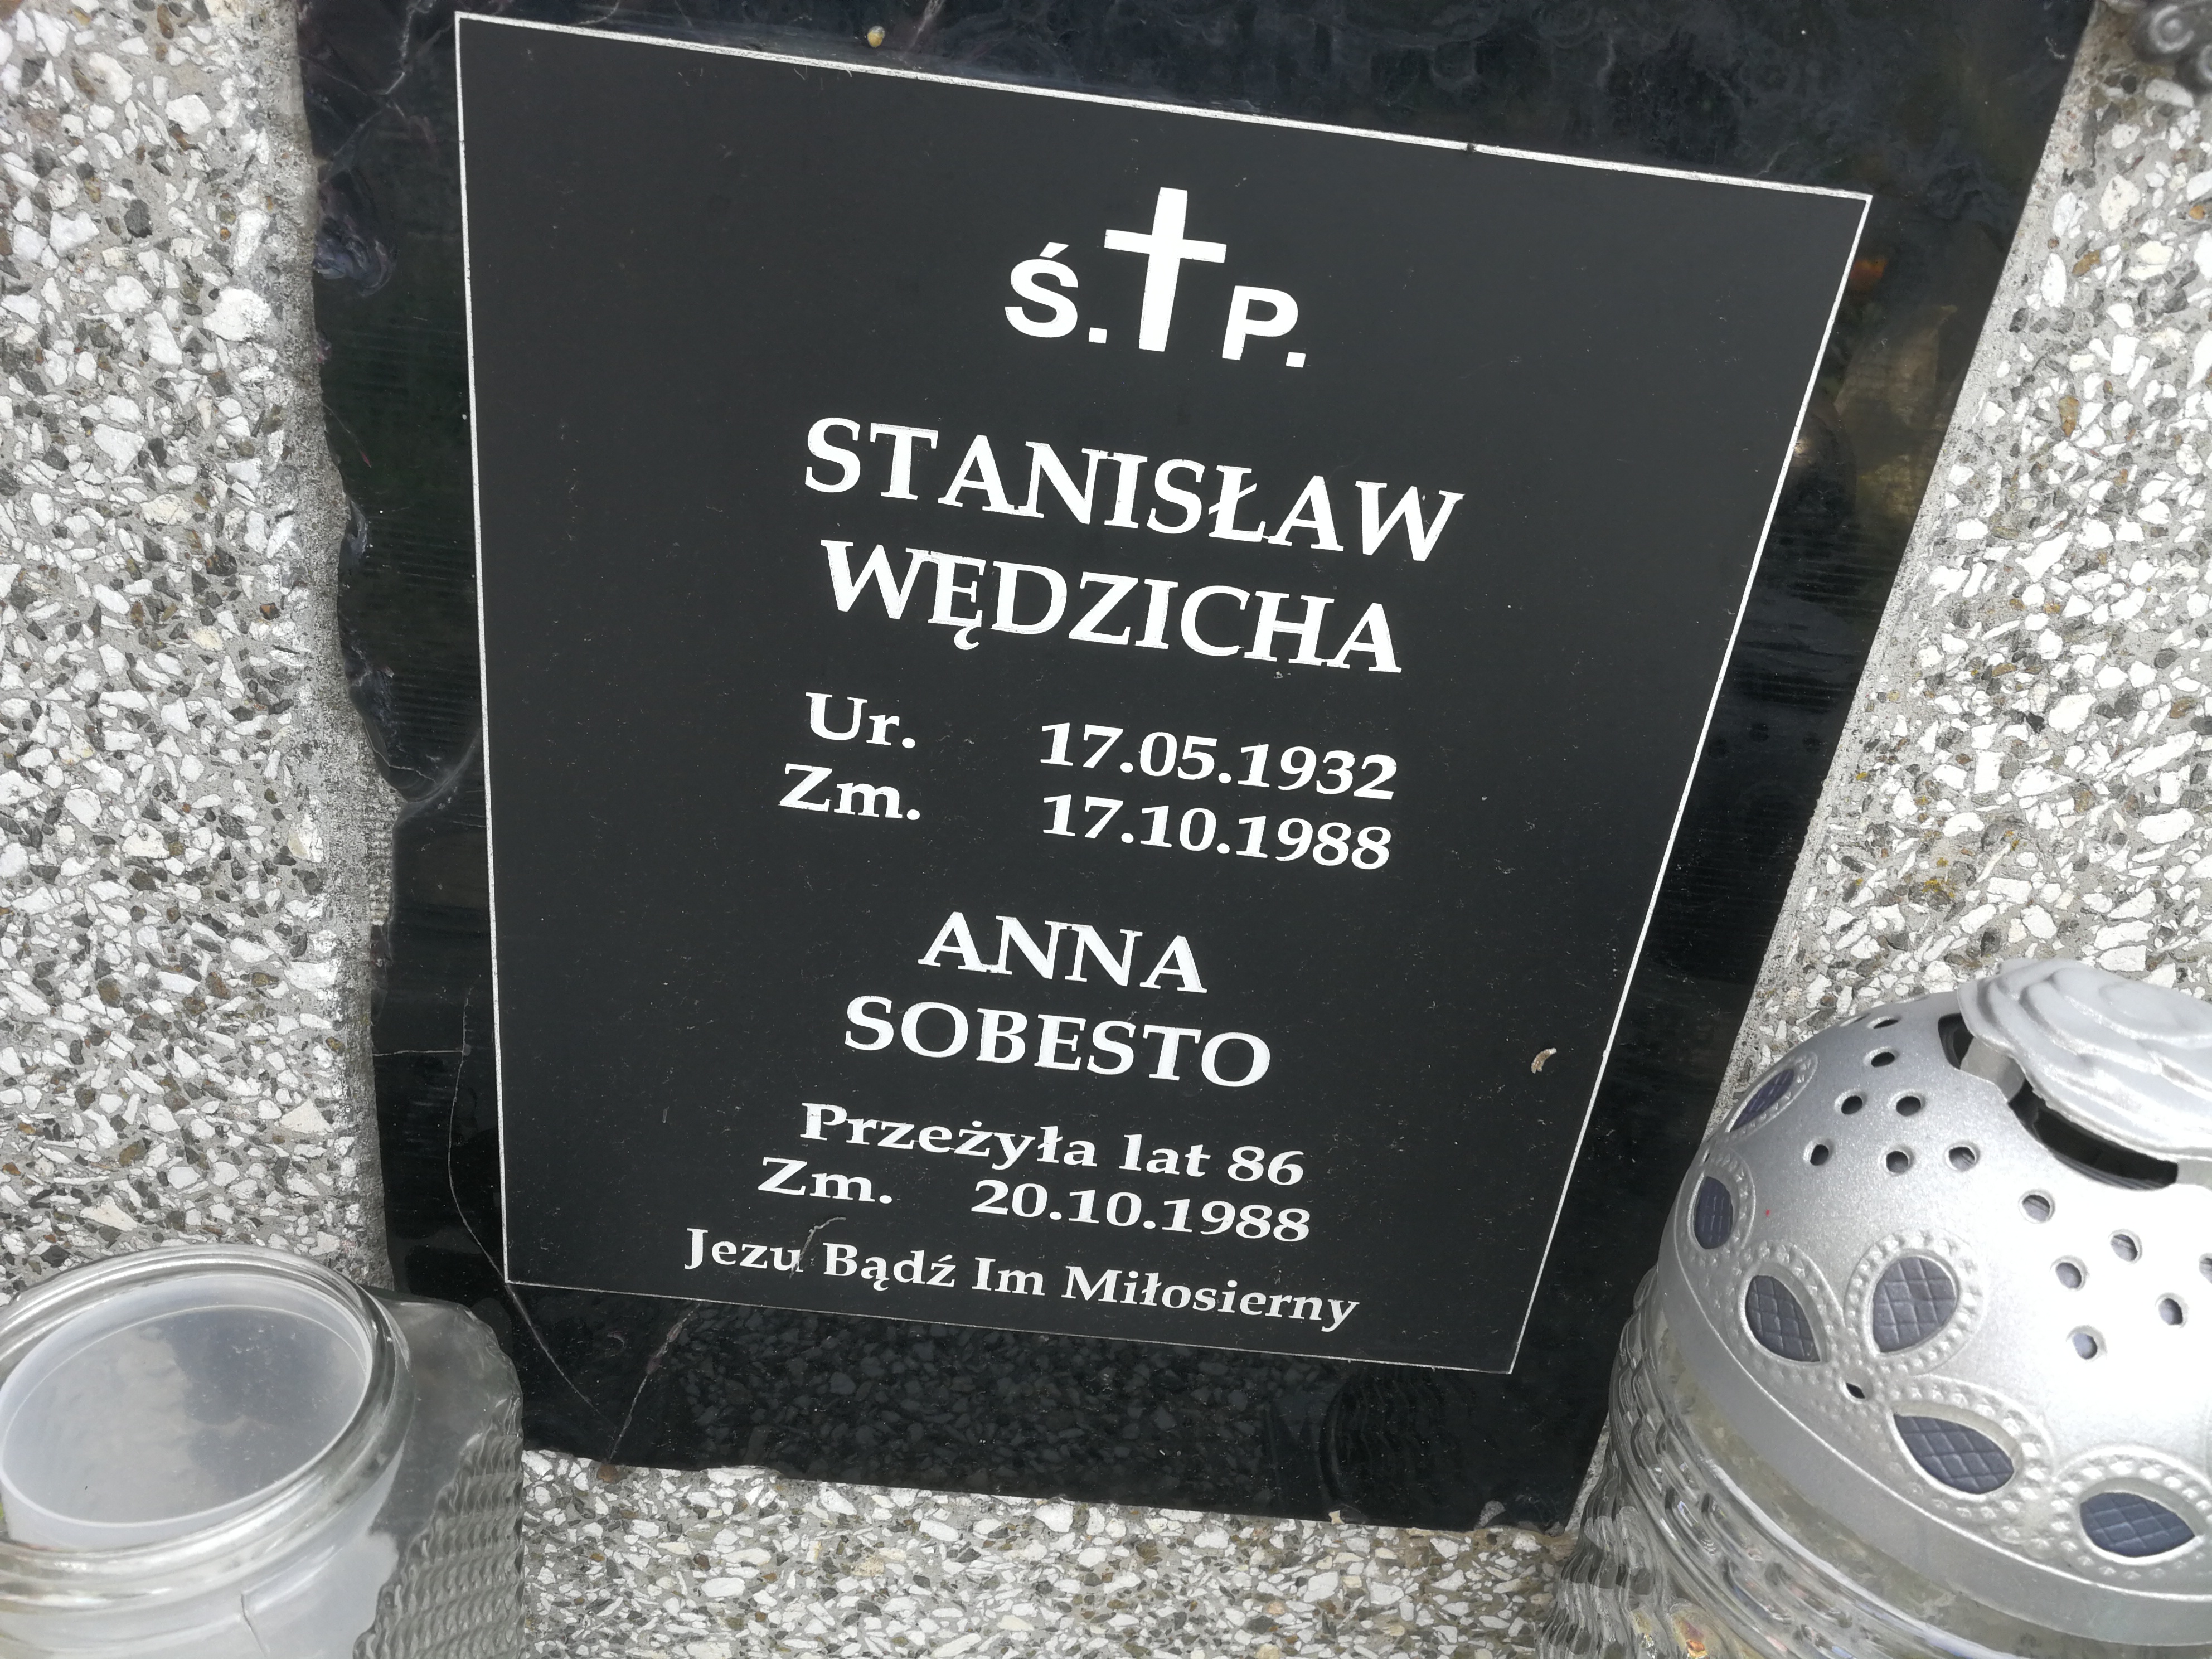 Ś. P.
STANISŁAW
WĘDZICHA
Ur. 17.05.1932
Zm. 17.10.1988
ANNA
SOBESTO
Przeżyła lat 86
Zm. 20.10.1988
Jezu Bądź Im Miłosierny